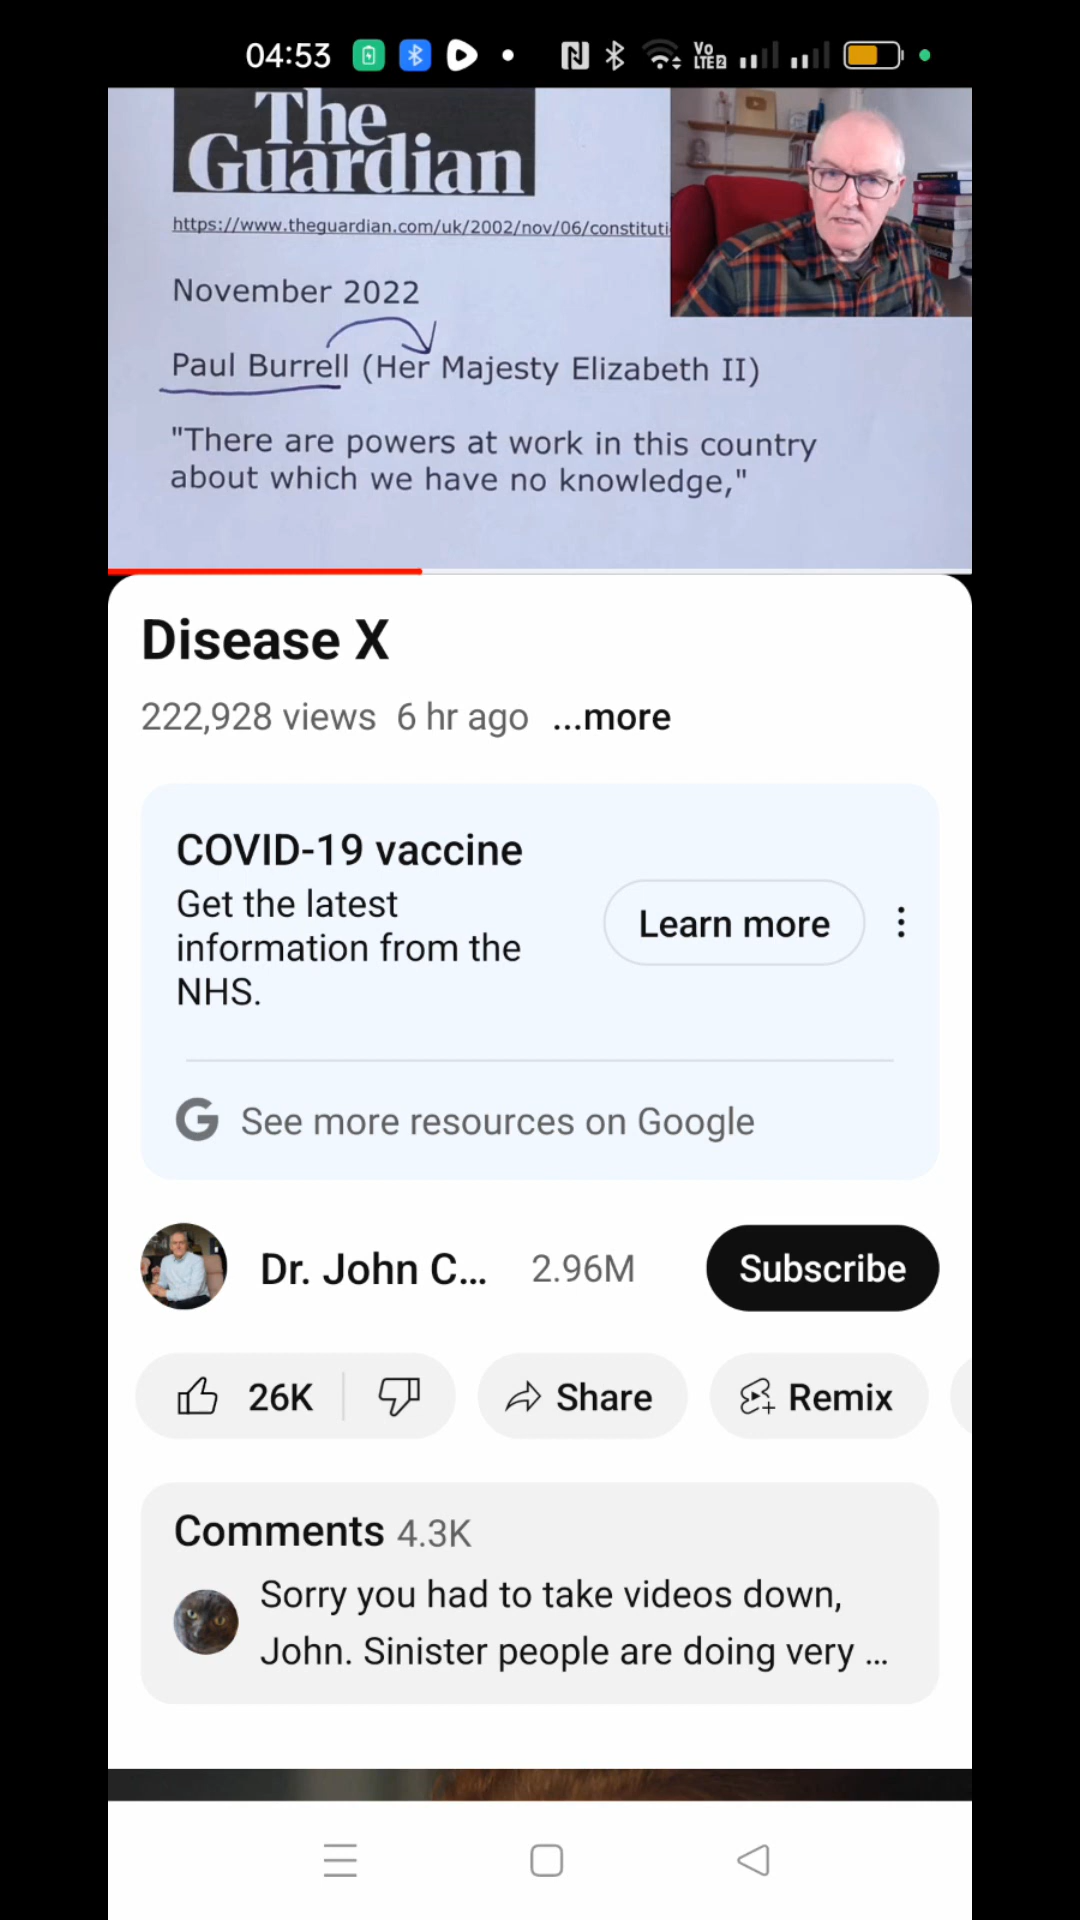 04:53
Vo
LTE2
The
Guardian
https://www.theguardian.com/uk/2002/nov/06/constituti
November 2022
Paul Burrell (Her Majesty Elizabeth II)
"There are powers at work in this country
about which we have no knowledge,"
Disease X
222,928 views 6 hr ago ...more
COVID-19 vaccine
Get the latest
information from the
NHS.
Learn more
G See more resources on Google
Dr. John C... 2.96M Subscribe
26K Share Remix
Comments 4.3K
Sorry you had to take videos down,
John. Sinister people are doing very ...